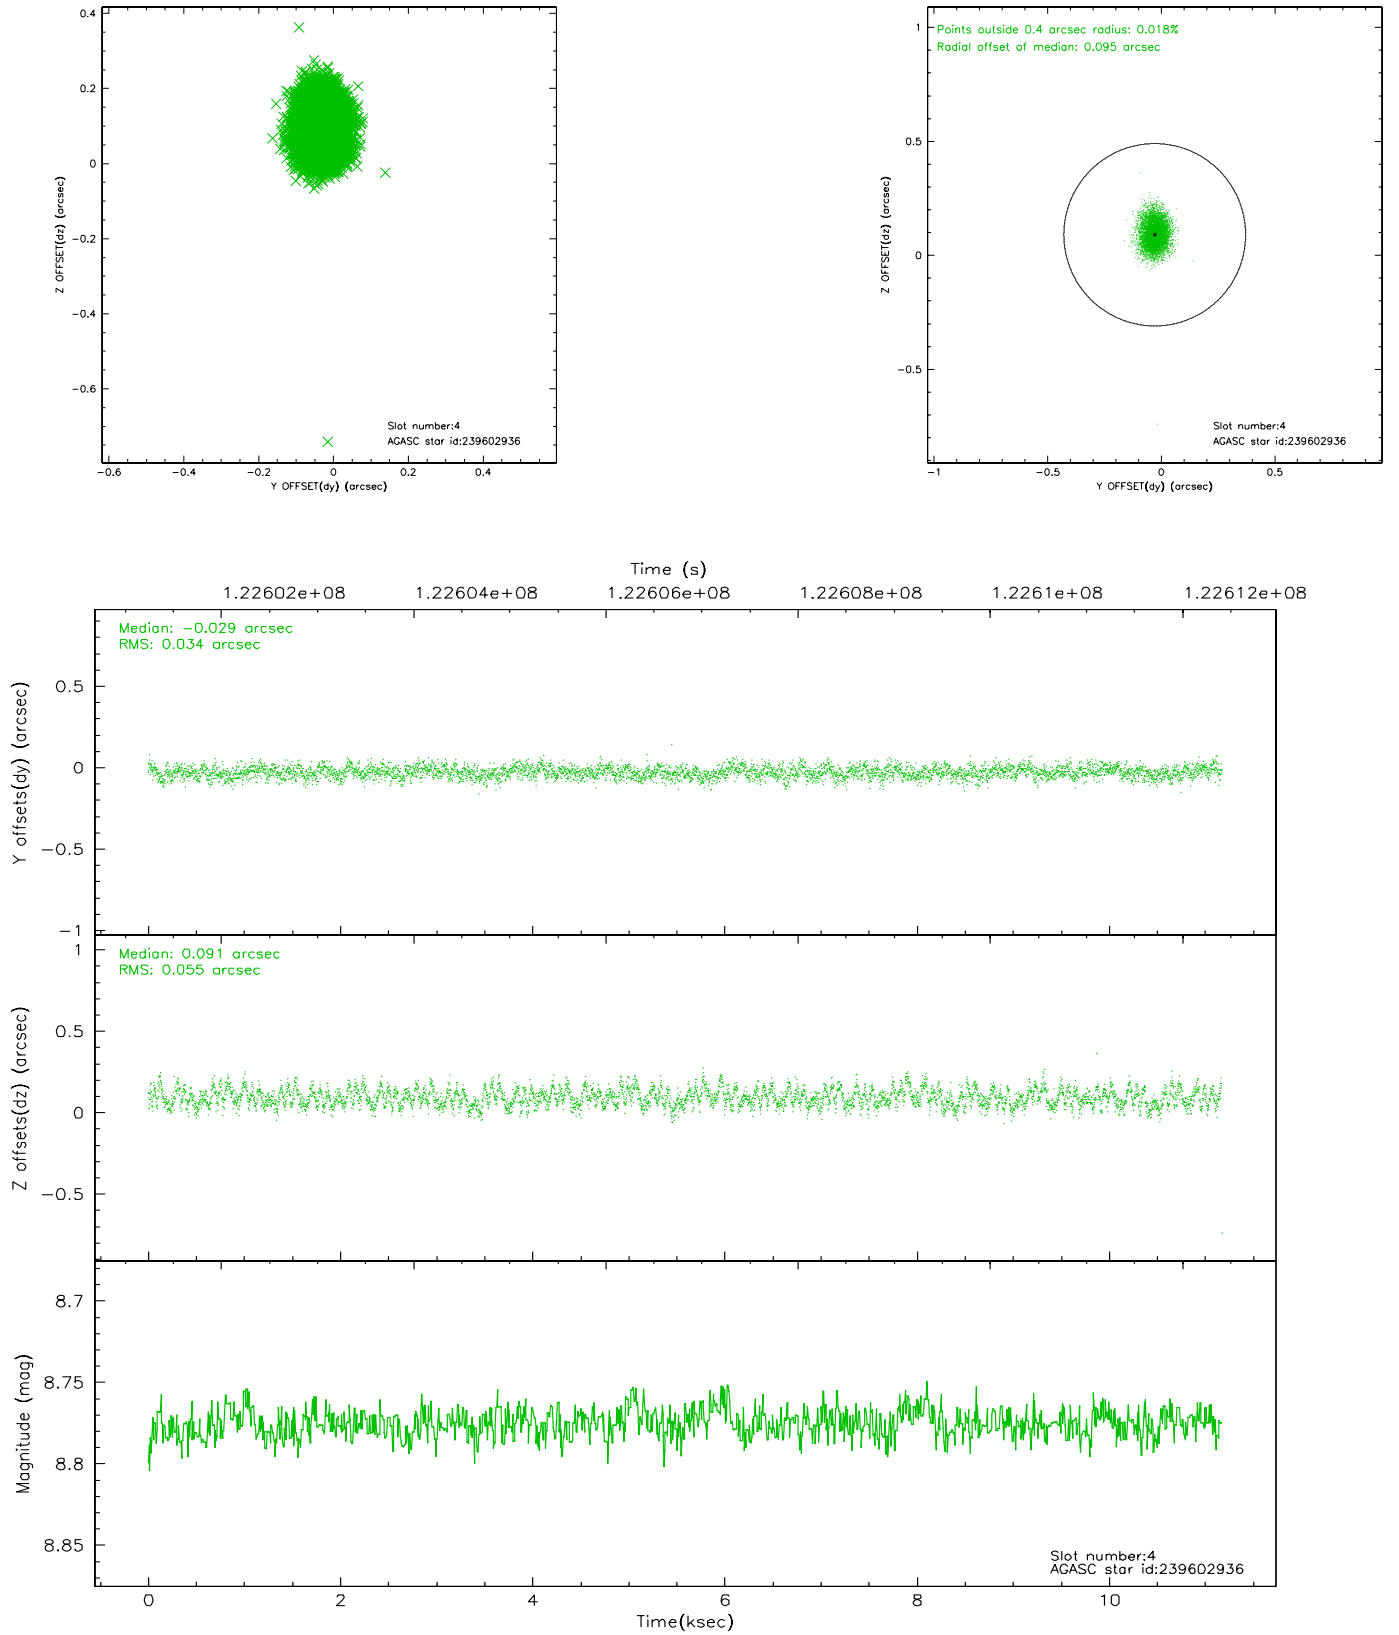 0.4
0.2
0
−0.2
−0.4
−0.6
Z OFFSET(dz) (arcsec)
Slot number:4
AGASC star id:239602936
−0.6 −0.4 −0.2 0 0.2 0.4
Y OFFSET(dy) (arcsec)
Points outside 0.4 arcsec radius: 0.018%
Radial offset of median: 0.095 arcsec
1
0.5
0
−0.5
Z OFFSET(dz) (arcsec)
Slot number:4
AGASC star id:239602936
−1 −0.5 0 0.5
Y OFFSET(dy) (arcsec)
Time (s)
1.22602e+08 1.22604e+08 1.22606e+08 1.22608e+08 1.2261e+08 1.22612e+08
Median: −0.029 arcsec
RMS: 0.034 arcsec
0.5
0
−0.5
−1
Y offsets(dy) (arcsec)
Median: 0.091 arcsec
RMS: 0.055 arcsec
1
0.5
0
−0.5
Z offsets(dz) (arcsec)
8.7
8.75
8.8
8.85
Magnitude (mag)
Slot number:4
AGASC star id:239602936
0 2 4 6 8 10
Time(ksec)